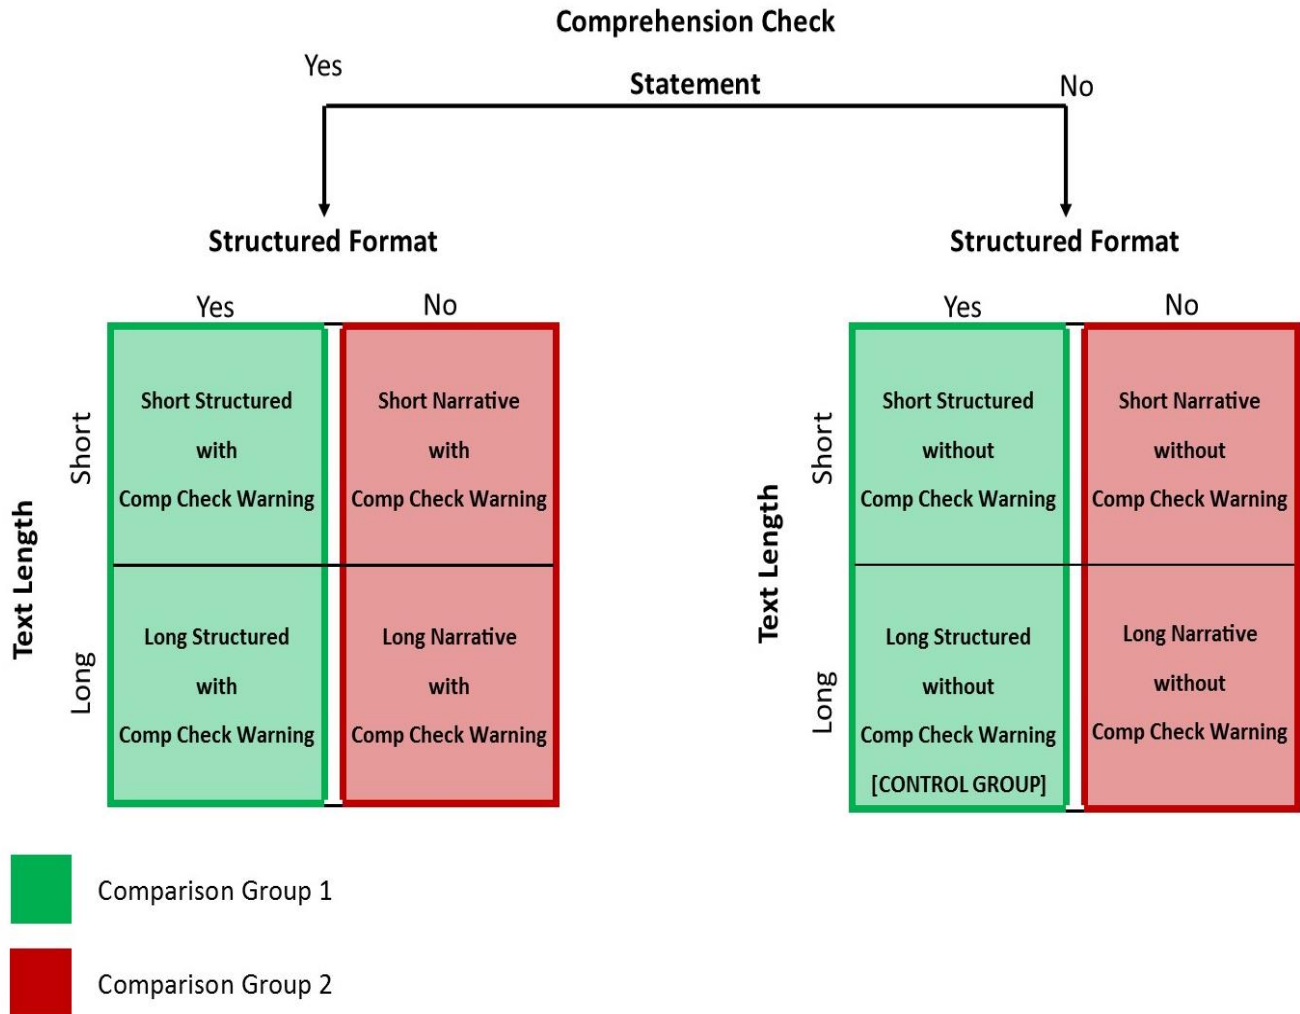 Comprehension Check
Yes
Statement
No
Structured Format
Structured Format
Yes
No
Yes
No
Text Length
Short
Long
Short Structured
with
Comp Check Warning
Short Narrative
with
Comp Check Warning
Long Structured
with
Comp Check Warning
Long Narrative
with
Comp Check Warning
Text Length
Short
Long
Short Structured
without
Comp Check Warning
Short Narrative
without
Comp Check Warning
Long Structured
without
Comp Check Warning
[CONTROL GROUP]
Long Narrative
without
Comp Check Warning
Comparison Group 1
Comparison Group 2